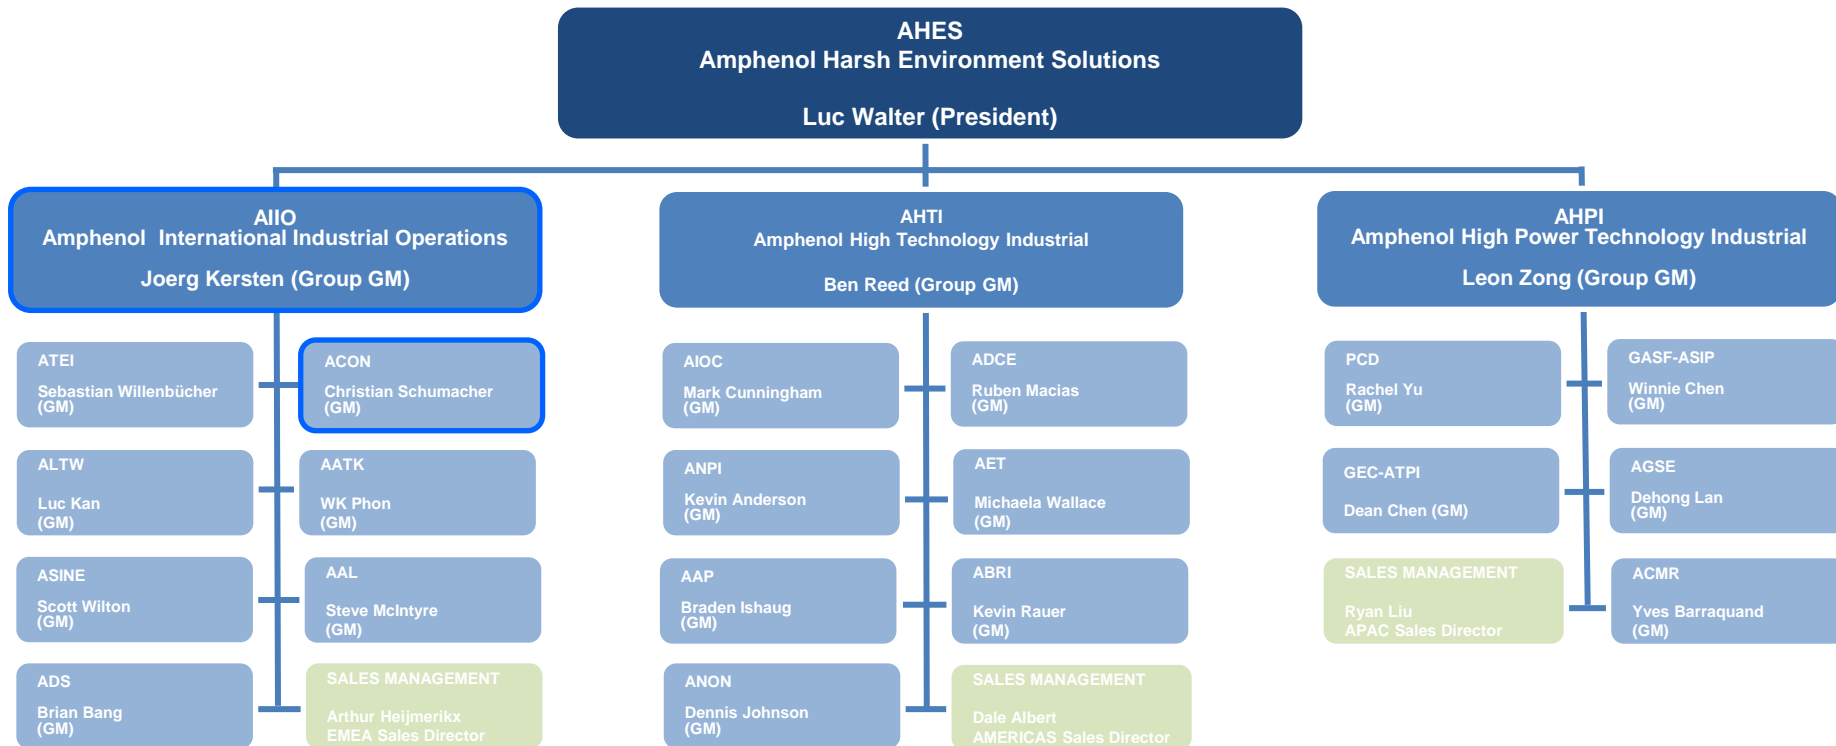 AHES
Amphenol Harsh Environment Solutions
Luc Walter (President)
AIIO
Amphenol International Industrial Operations
Joerg Kersten (Group GM)
AHTI
Amphenol High Technology Industrial
Ben Reed (Group GM)
AHPI
Amphenol High Power Technology Industrial
Leon Zong (Group GM)
ATEI
Sebastian Willenbücher
(GM)
ACON
Christian Schumacher
(GM)
ALTW
Luc Kan
(GM)
AATK
WK Phon
(GM)
ASINE
Scott Wilton
(GM)
AAL
Steve McIntyre
(GM)
ADS
Brian Bang
(GM)
SALES MANAGEMENT
Arthur Heijmerikx
EMEA Sales Director
AIOC
Mark Cunningham
(GM)
ADCE
Ruben Macias
(GM)
ANPI
Kevin Anderson
(GM)
AET
Michaela Wallace
(GM)
AAP
Braden Ishaug
(GM)
ABRI
Kevin Rauer
(GM)
ANON
Dennis Johnson
(GM)
SALES MANAGEMENT
Dale Albert
AMERICAS Sales Director
PCD
Rachel Yu
(GM)
GASF-ASIP
Winnie Chen
(GM)
GEC-ATPI
Dean Chen (GM)
AGSE
Dehong Lan
(GM)
SALES MANAGEMENT
Ryan Liu
APAC Sales Director
ACMR
Yves Barraquand
(GM)